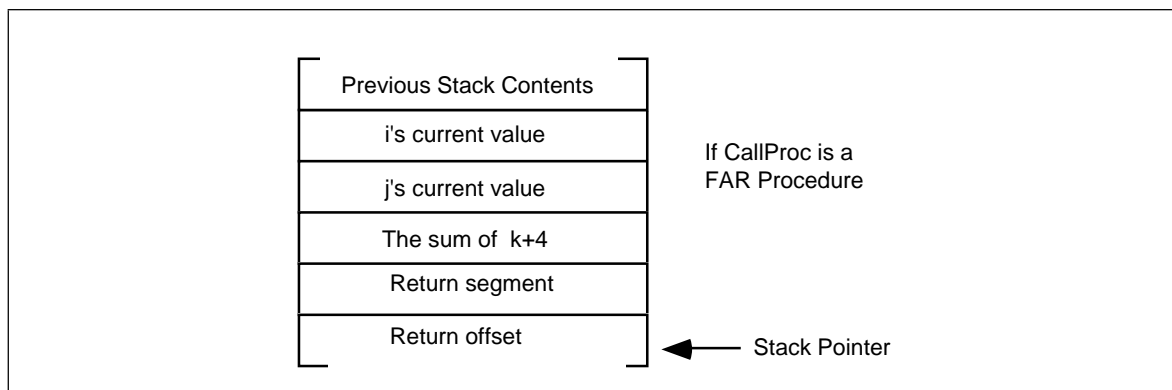 Previous Stack Contents
i's current value
j's current value
The sum of k+4
Return segment
Return offset
If CallProc is a
FAR Procedure
Stack Pointer